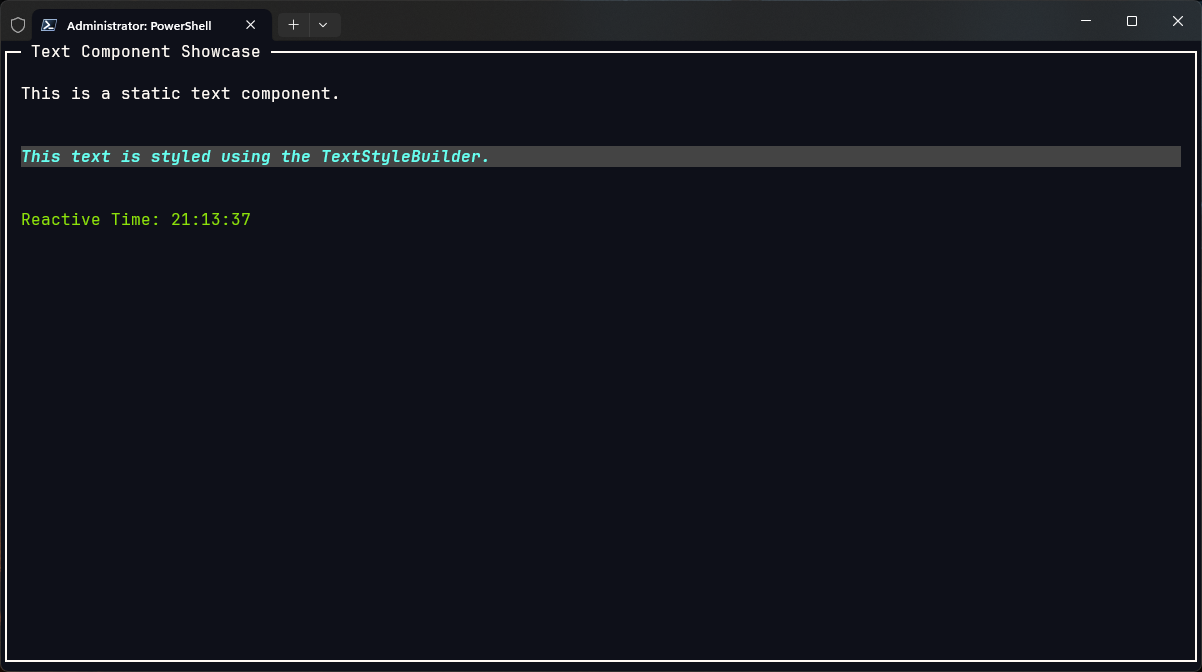 Administrator: PowerShell
Text Component Showcase
This is a static text component.
This text is styled using the TextStyleBuilder.
Reactive Time: 21:13:37